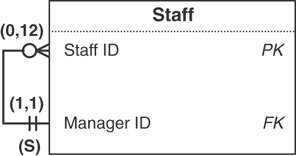 Staff
(0,12)
Staff ID PK
(1,1)
Manager ID FK
(S)